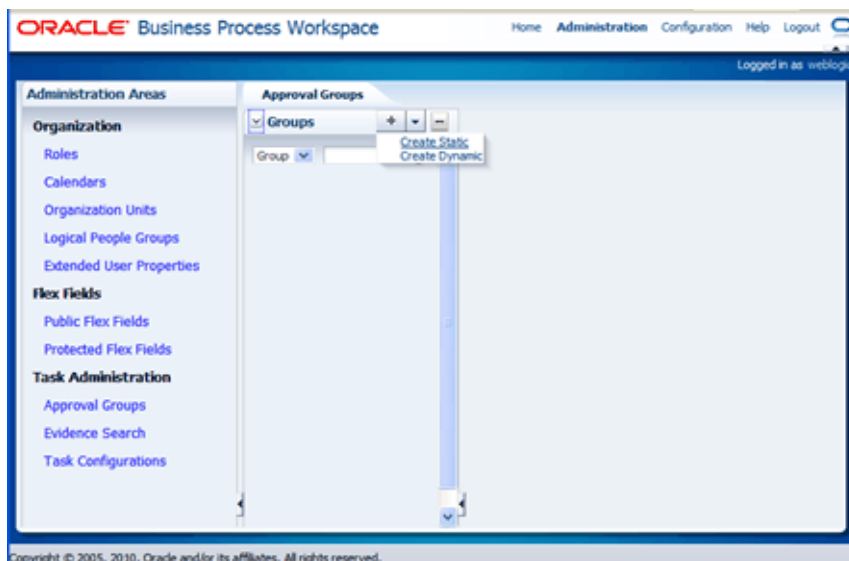 ORACLE Business Process Workspace
Home Administration Configuration Help Logout
Logged in as weblogic
Administration Areas
Organization
Roles
Calendars
Organization Units
Logical People Groups
Extended User Properties
Flex Fields
Public Flex Fields
Protected Flex Fields
Task Administration
Approval Groups
Evidence Search
Task Configurations
Approval Groups
Groups
Create Static
Create Dynamic
Group
Copyright © 2005, 2010, Oracle and/or its affiliates. All rights reserved.